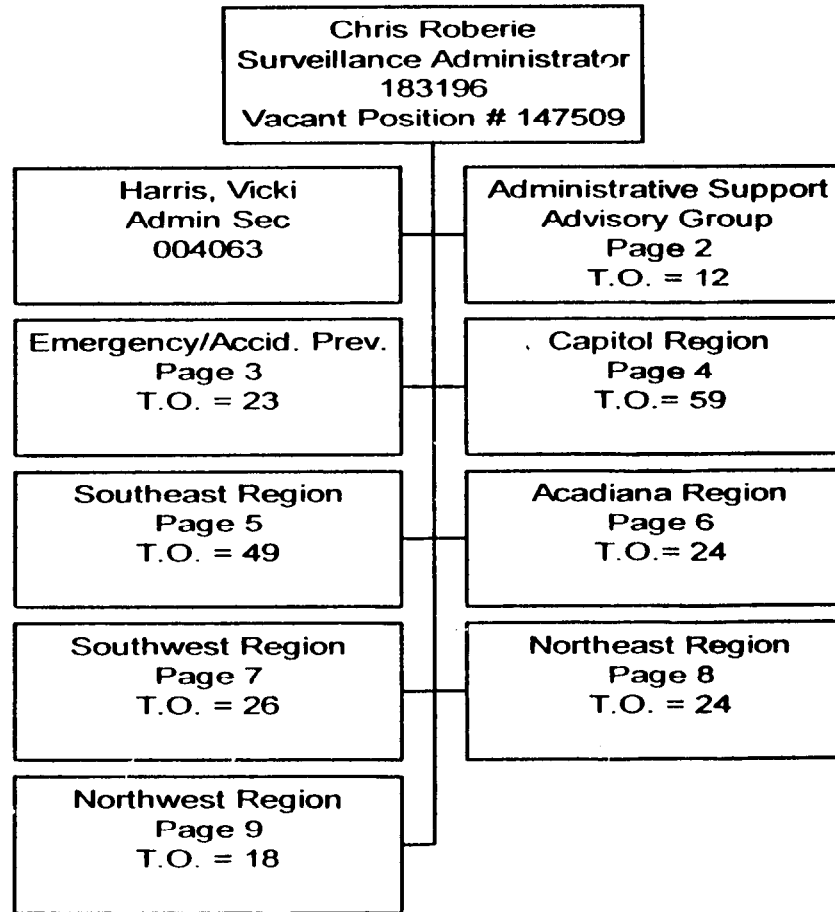 Chris Roberie
Surveillance Administrator
183196
Vacant Position # 147509
Harris, Vicki
Admin Sec
004063
Administrative Support
Advisory Group
Page 2
T.O. = 12
Emergency/Accid. Prev.
Page 3
T.O. = 23
Capitol Region
Page 4
T.O.= 59
Southeast Region
Page 5
T.O. = 49
Acadiana Region
Page 6
T.O.= 24
Southwest Region
Page 7
T.O. = 26
Northeast Region
Page 8
T.O. = 24
Northwest Region
Page 9
T.O. = 18